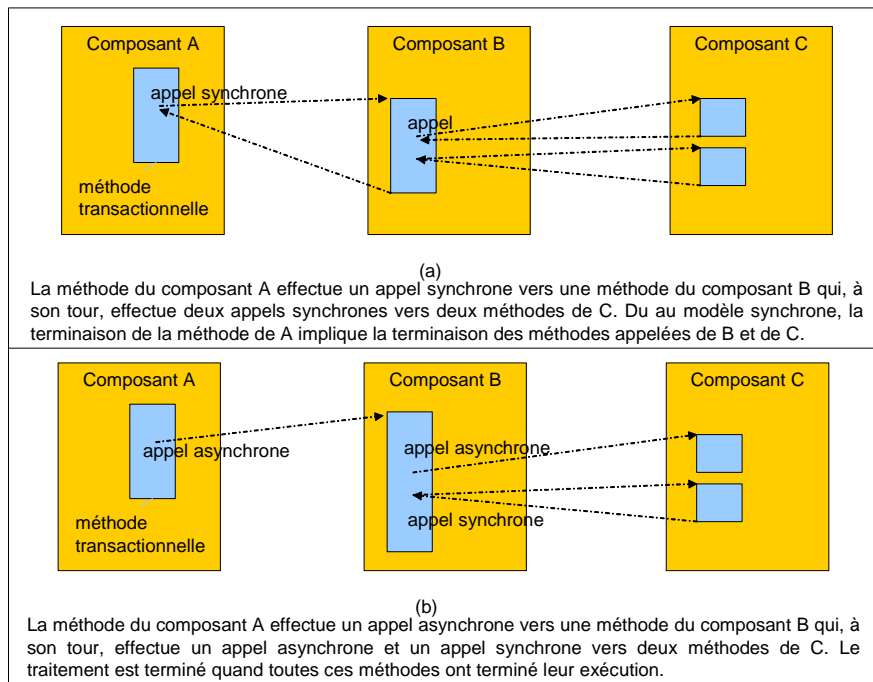 Composant A
Composant B
Composant C
appel synchrone
appel
méthode
transactionnelle
(a)
La méthode du composant A effectue un appel synchrone vers une méthode du composant B qui, à
son tour, effectue deux appels synchrones vers deux méthodes de C. Du au modèle synchrone, la
terminaison de la méthode de A implique la terminaison des méthodes appelées de B et de C.
Composant A
Composant B
Composant C
appel asynchrone
appel asynchrone
appel synchrone
méthode
transactionnelle
(b)
La méthode du composant A effectue un appel asynchrone vers une méthode du composant B qui, à
son tour, effectue un appel asynchrone et un appel synchrone vers deux méthodes de C. Le
traitement est terminé quand toutes ces méthodes ont terminé leur exécution.